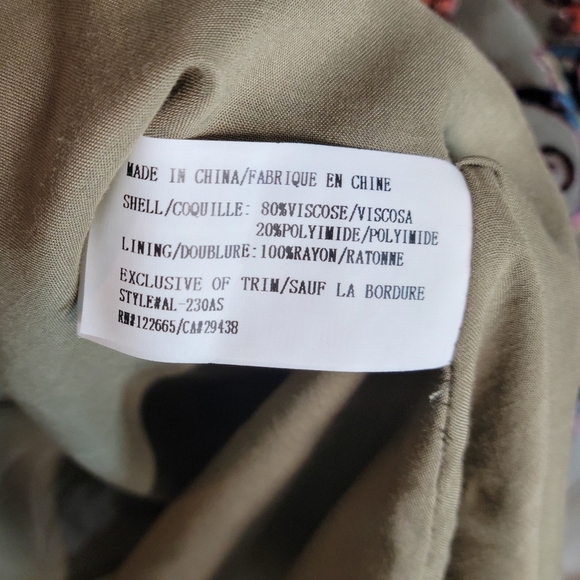 MADE IN CHINA/FABRIQUE EN CHINE
SHELL/COQUILLE: 80%VISCOSE/VISCOSA
20%POLYIMIDE/POLYIMIDE
LINING/DOUBLURE:100%RAYON/RATONNE
EXCLUSIVE OF TRIM/SAUF LA BORDURE
STYLE#AL-230AS
RN#122665/CA#29438